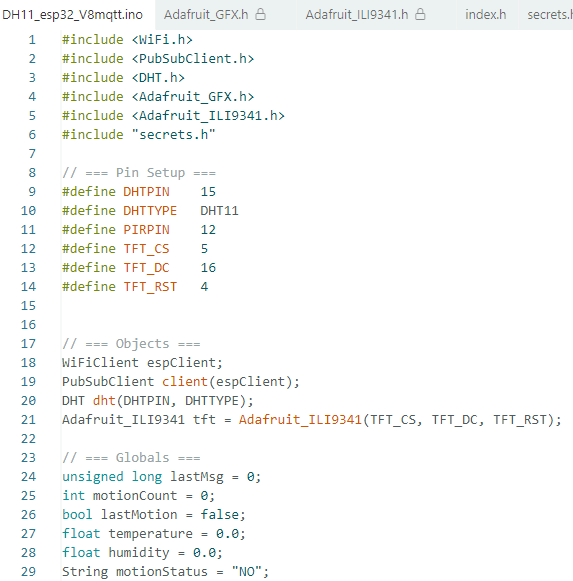 DH11_esp32_V8mqtt.ino Adafruit_GFX.h Adafruit_ILI9341.h index.h secrets.h
1 #include <WiFi.h>
2 #include <PubSubClient.h>
3 #include <DHT.h>
4 #include <Adafruit_GFX.h>
5 #include <Adafruit_ILI9341.h>
6 #include "secrets.h"
7
8 // === Pin Setup ===
9 #define DHTPIN 15
10 #define DHTTYPE DHT11
11 #define PIRPIN 12
12 #define TFT_CS 5
13 #define TFT_DC 16
14 #define TFT_RST 4
15
16
17 // === Objects ===
18 WiFiClient espClient;
19 PubSubClient client(espClient);
20 DHT dht(DHTPIN, DHTTYPE);
21 Adafruit_ILI9341 tft = Adafruit_ILI9341(TFT_CS, TFT_DC, TFT_RST);
22
23 // === Globals ===
24 unsigned long lastMsg = 0;
25 int motionCount = 0;
26 bool lastMotion = false;
27 float temperature = 0.0;
28 float humidity = 0.0;
29 String motionStatus = "NO";